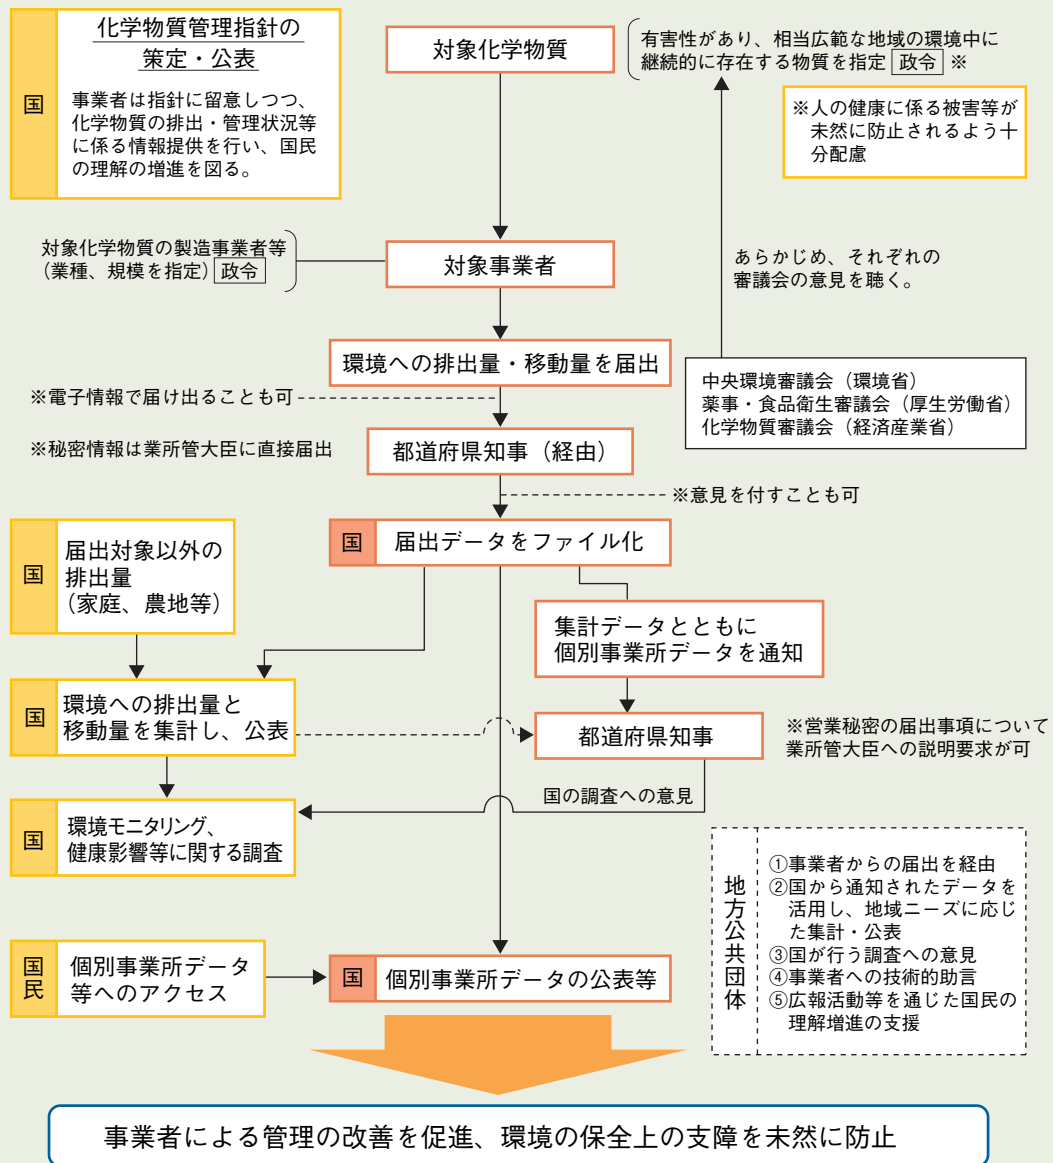 国
化学物質管理指針の
策定・公表
事業者は指針に留意しつつ、
化学物質の排出・管理状況等
に係る情報提供を行い、国民
の理解の増進を図る。
対象化学物質
有害性があり、相当広範な地域の環境中に
継続的に存在する物質を指定 政令 ※
※人の健康に係る被害等が
未然に防止されるよう十
分配慮
対象化学物質の製造事業者等
(業種、規模を指定) 政令
対象事業者
あらかじめ、それぞれの
審議会の意見を聴く。
環境への排出量・移動量を届出
中央環境審議会(環境省)
薬事・食品衛生審議会(厚生労働省)
化学物質審議会(経済産業省)
※電子情報で届け出ることも可
※秘密情報は業所管大臣に直接届出
都道府県知事(経由)
※意見を付すことも可
国
届出対象以外の
排出量
(家庭、農地等)
国 届出データをファイル化
集計データとともに
個別事業所データを通知
国
環境への排出量と
移動量を集計し、公表
都道府県知事
※営業秘密の届出事項について
業所管大臣への説明要求が可
国の調査への意見
国
環境モニタリング、
健康影響等に関する調査
地方公共団体
①事業者からの届出を経由
②国から通知されたデータを
活用し、地域ニーズに応じ
た集計・公表
③国が行う調査への意見
④事業者への技術的助言
⑤広報活動等を通じた国民の
理解増進の支援
国民
個別事業所データ
等へのアクセス
国 個別事業所データの公表等
事業者による管理の改善を促進、環境の保全上の支障を未然に防止